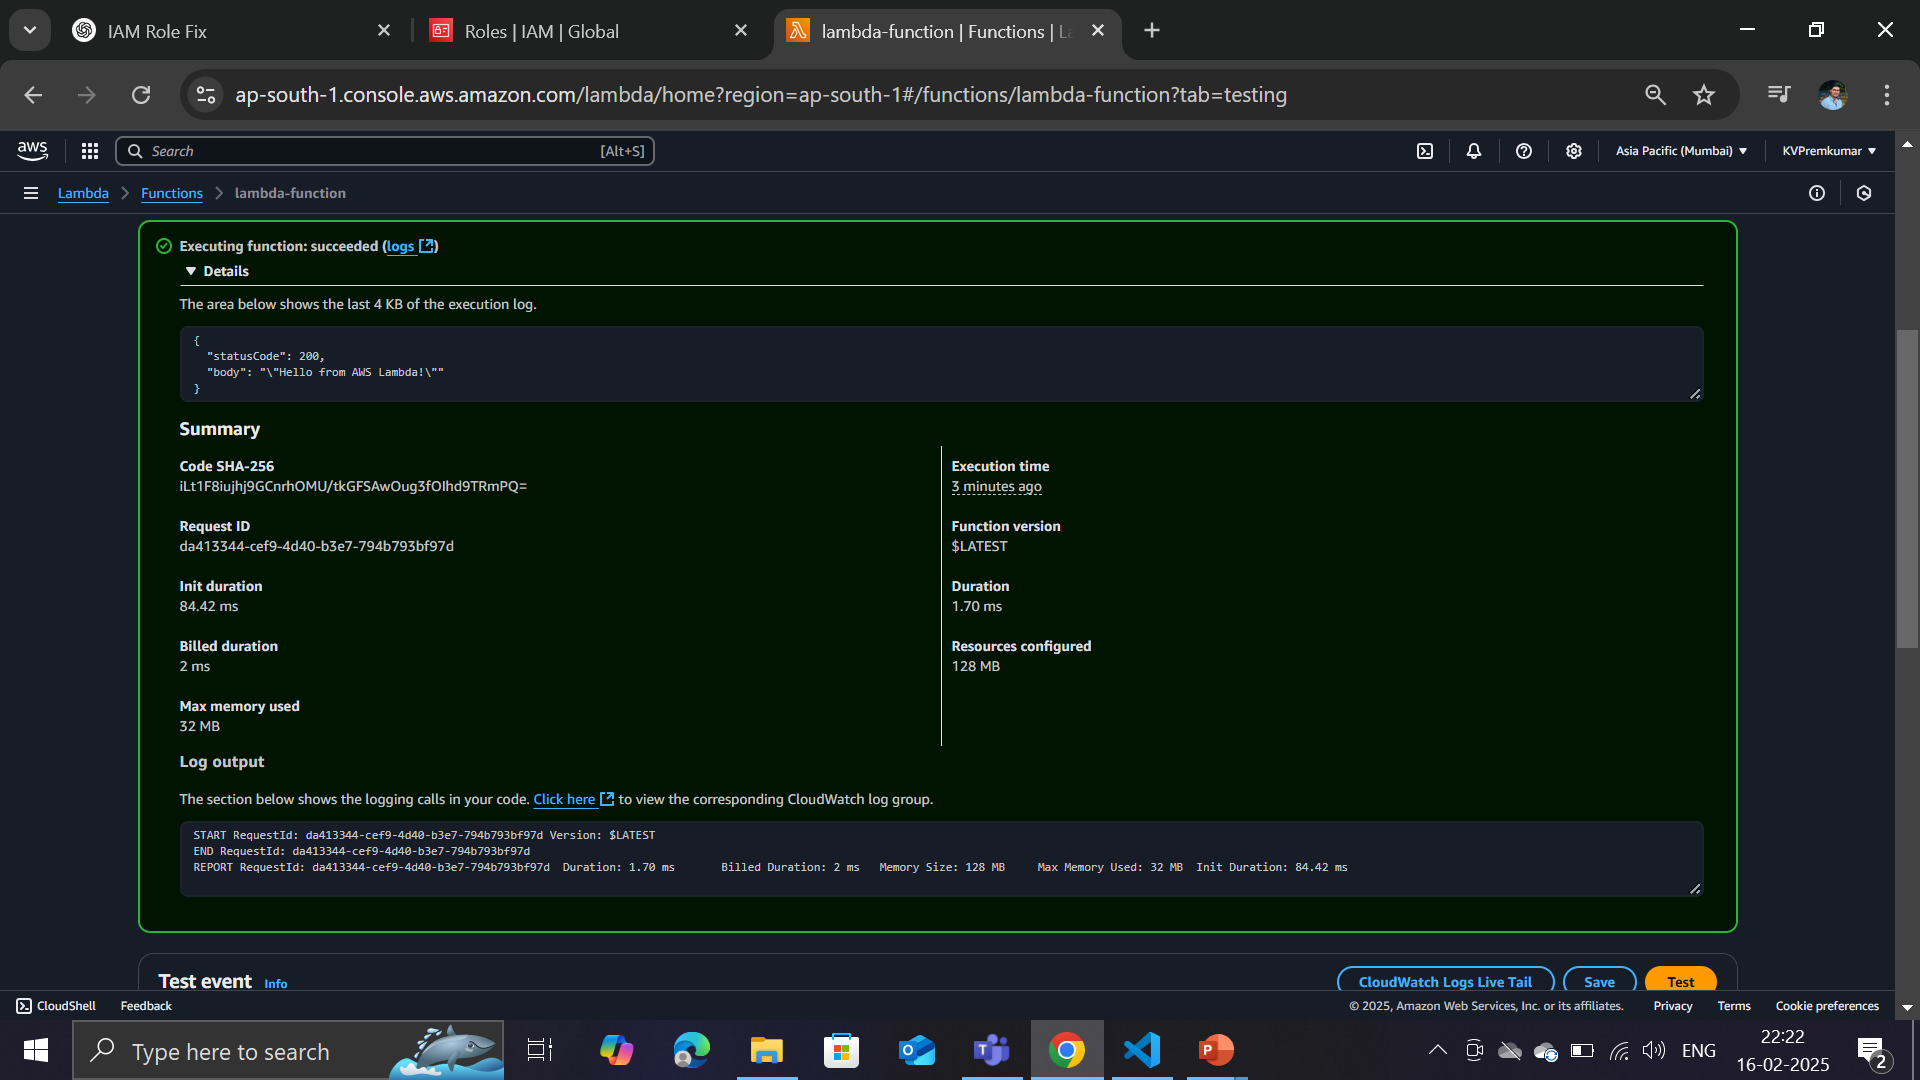 IAM Role Fix
Roles | IAM | Global
lambda-function | Functions | La
ap-south-1.console.aws.amazon.com/lambda/home?region=ap-south-1#/functions/lambda-function?tab=testing
aws
Search
[Alt+S]
Asia Pacific (Mumbai)
KVPremkumar
Lambda
Functions
lambda-function
Executing function: succeeded (logs)
Details
The area below shows the last 4 KB of the execution log.
{
"statusCode": 200,
"body": "\"Hello from AWS Lambda!\""
}
Summary
Code SHA-256
iLt1F8iujhj9GCnrhOMU/tkGFSAwOug3fOIhd9TRmPQ=
Execution time
3 minutes ago
Request ID
da413344-cef9-4d40-b3e7-794b793bf97d
Function version
$LATEST
Init duration
84.42 ms
Duration
1.70 ms
Billed duration
2 ms
Resources configured
128 MB
Max memory used
32 MB
Log output
The section below shows the logging calls in your code. Click here to view the corresponding CloudWatch log group.
START RequestId: da413344-cef9-4d40-b3e7-794b793bf97d Version: $LATEST
END RequestId: da413344-cef9-4d40-b3e7-794b793bf97d
REPORT RequestId: da413344-cef9-4d40-b3e7-794b793bf97d Duration: 1.70 ms Billed Duration: 2 ms Memory Size: 128 MB Max Memory Used: 32 MB Init Duration: 84.42 ms
Test event Info
CloudWatch Logs Live Tail
Save
Test
CloudShell
Feedback
© 2025, Amazon Web Services, Inc. or its affiliates.
Privacy
Terms
Cookie preferences
Type here to search
ENG
22:22
16-02-2025
2